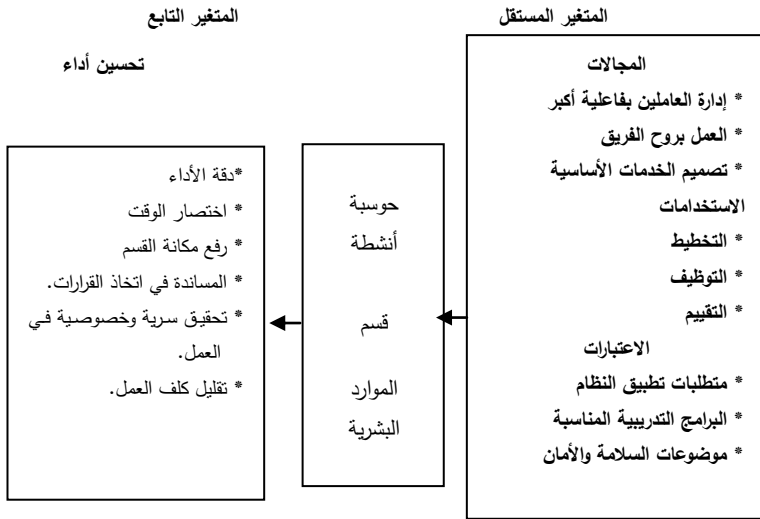 المتغير المستقل
المتغير التابع
تحسين أداء
المجالات
* إدارة العاملين بفاعلية أكبر
* العمل بروح الفريق
* تصميم الخدمات الأساسية
الاستخدامات
* التخطيط
* التوظيف
* التقييم
الاعتبارات
* متطلبات تطبيق النظام
* البرامج التدريبية المناسبة
* موضوعات السلامة والأمان
حوسبة
أنشطة
قسم
الموارد
البشرية
*دقة الأداء
* اختصار الوقت
* رفع مكانة القسم
* المساندة في اتخاذ القرارات.
* تحقيق سرية وخصوصية في
العمل.
* تقليل كلف العمل.